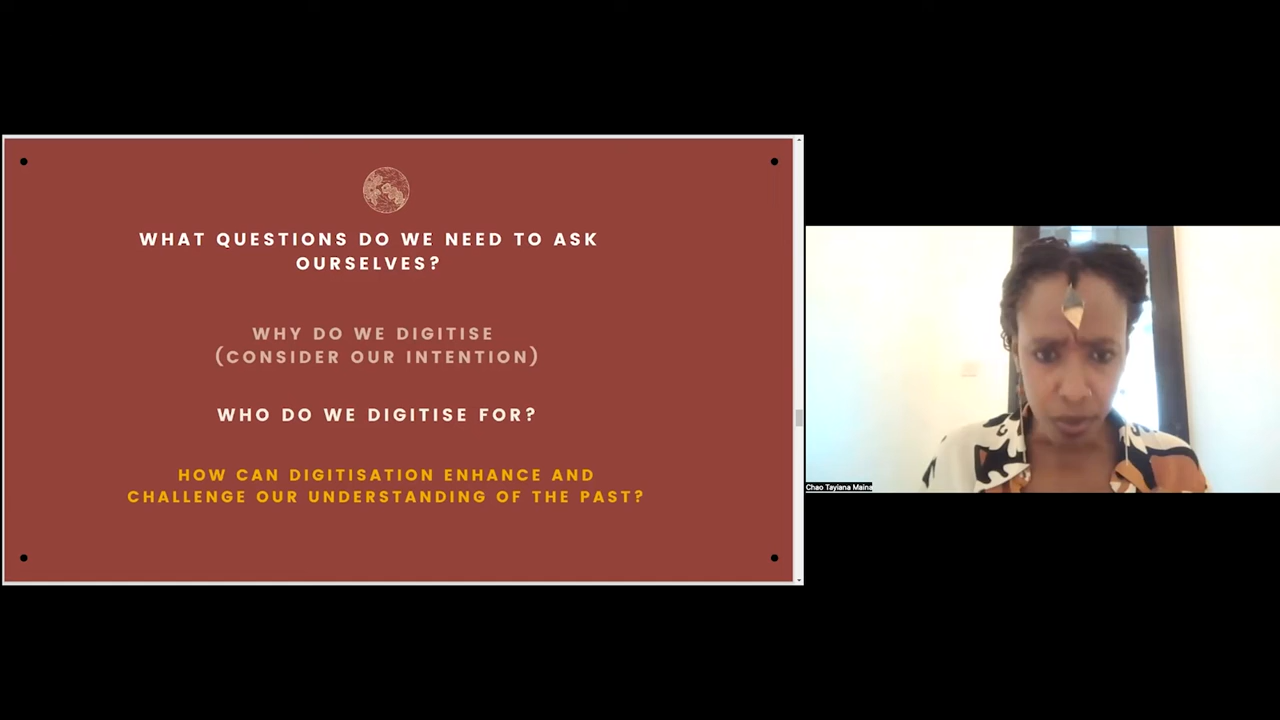 WHAT QUESTIONS DO WE NEED TO ASK
OURSELVES?
WHY DO WE DIGITISE
(CONSIDER OUR INTENTION)
WHO DO WE DIGITISE FOR?
HOW CAN DIGITISATION ENHANCE AND
CHALLENGE OUR UNDERSTANDING OF THE PAST?
Chao Tayiana Maina